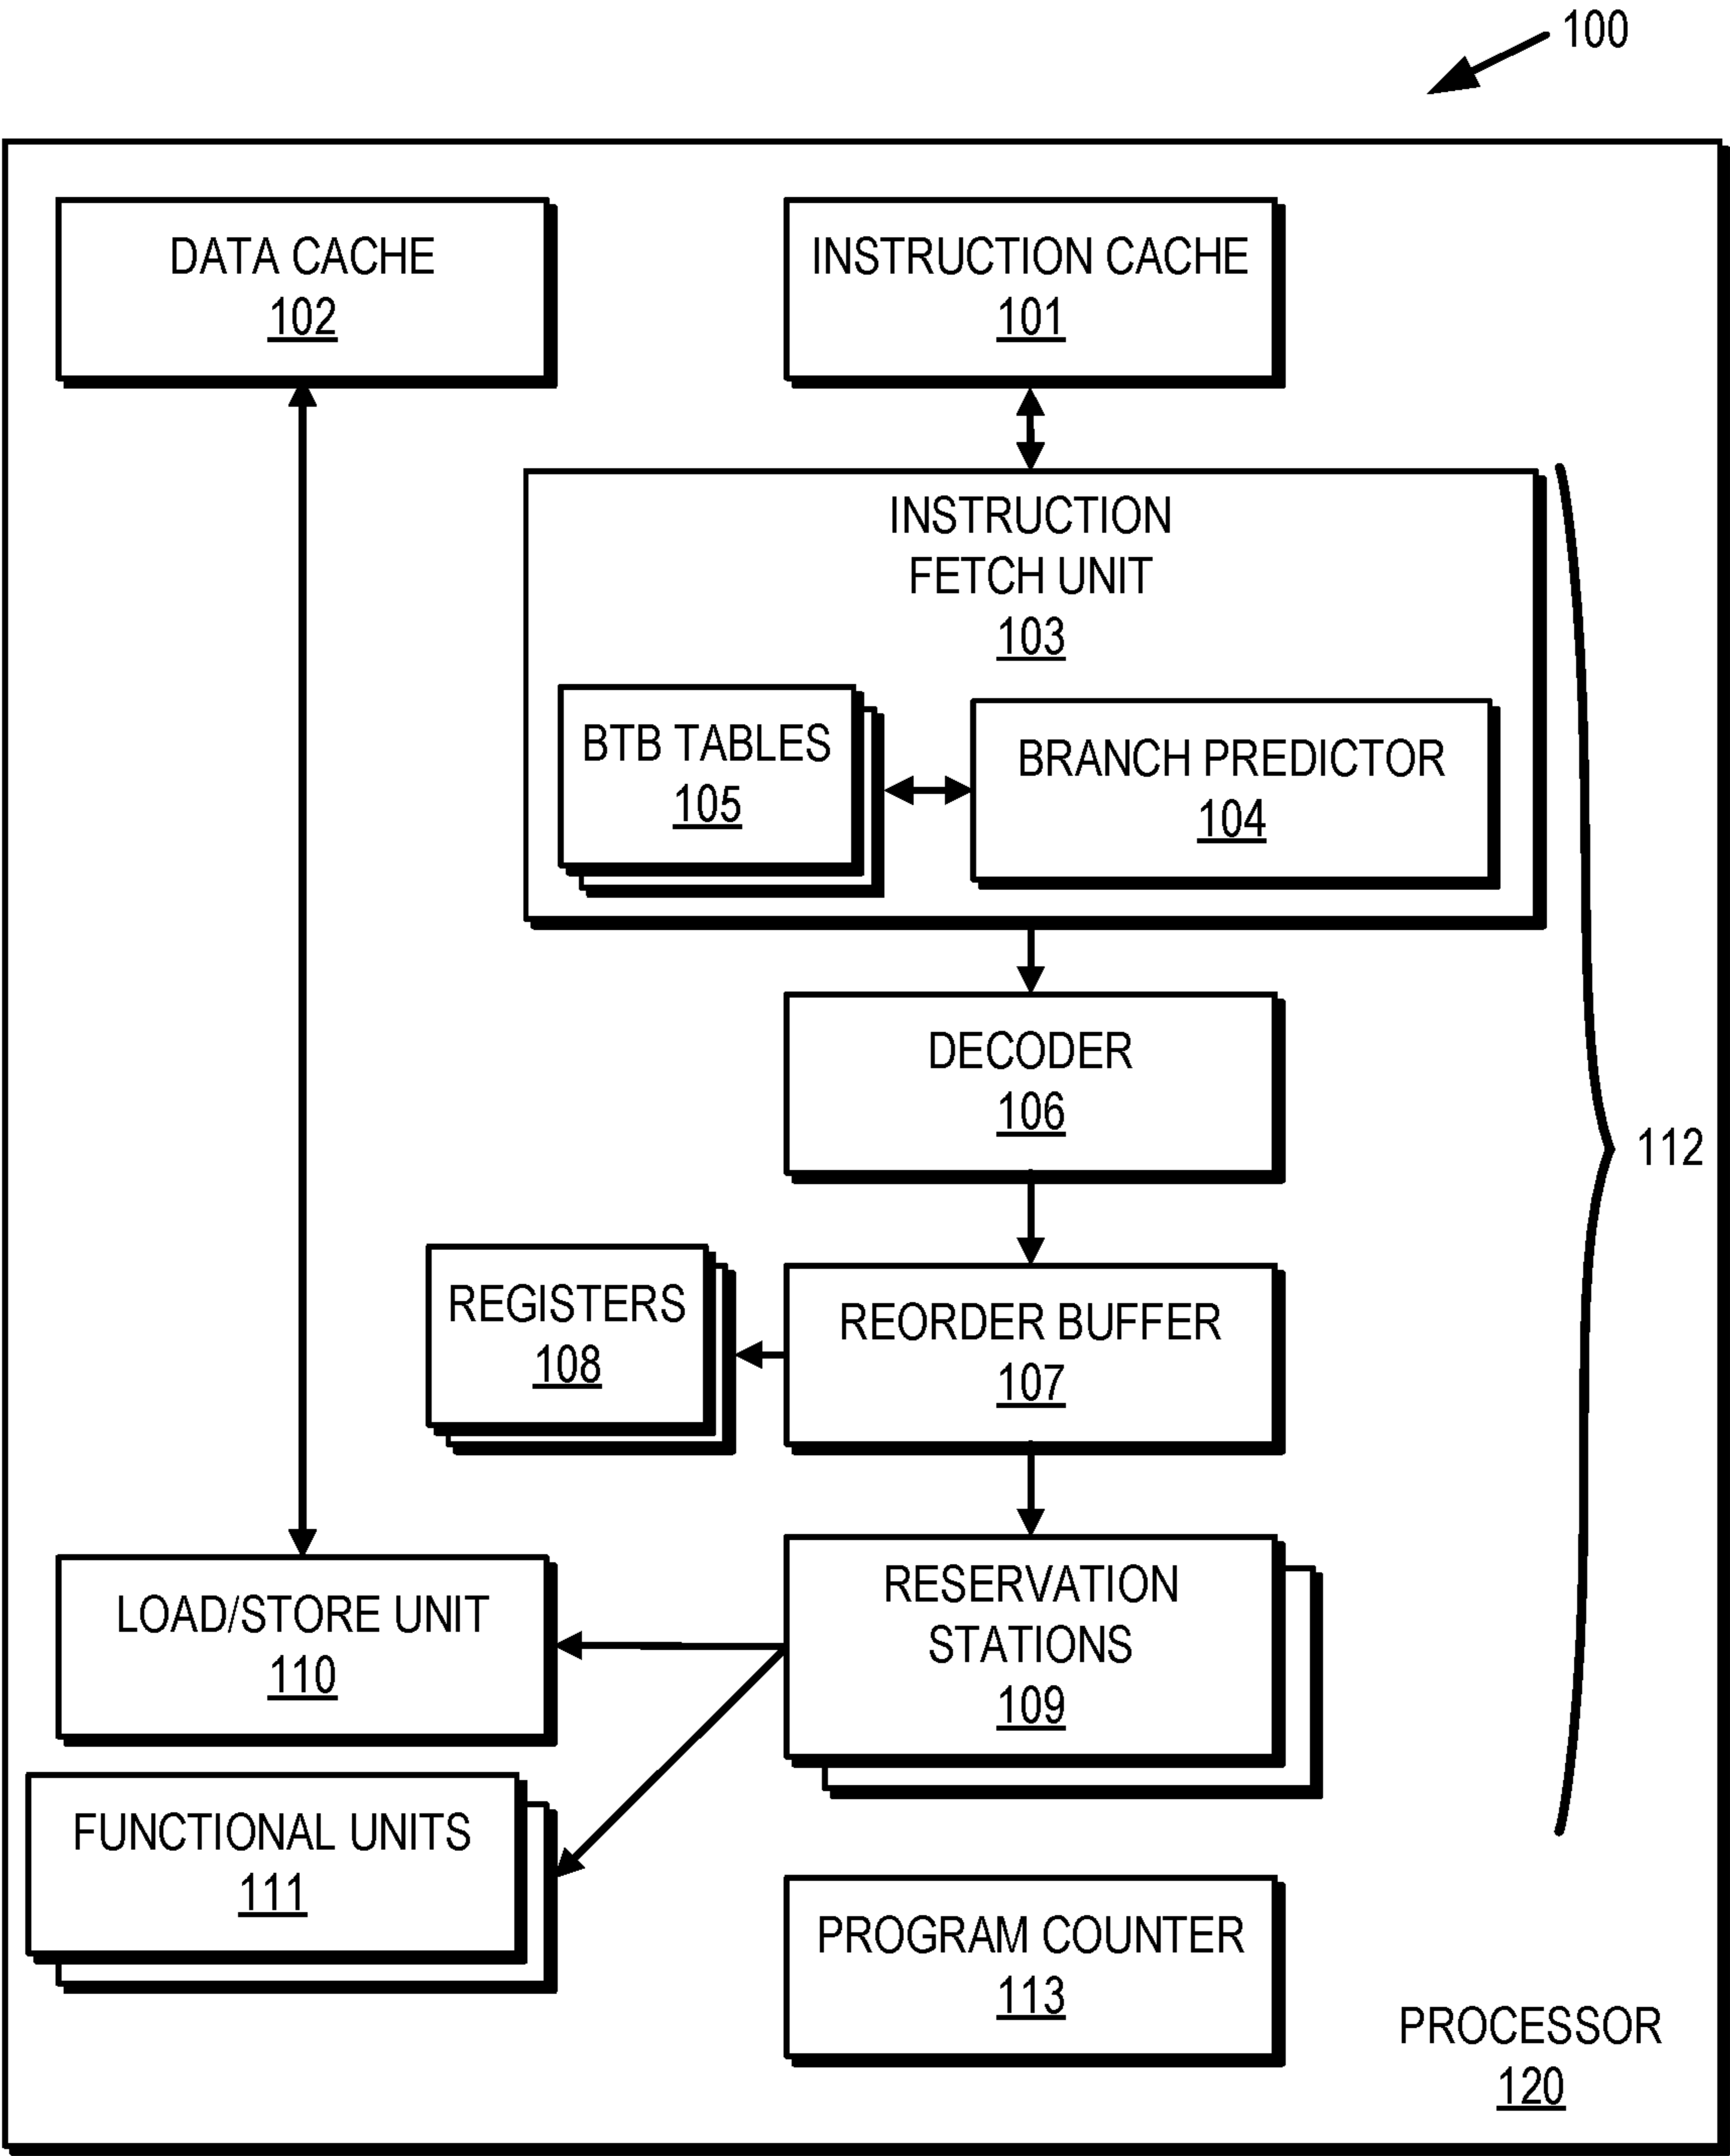 100
DATA CACHE
102
INSTRUCTION CACHE
101
INSTRUCTION
FETCH UNIT
103
BTB TABLES
105
BRANCH PREDICTOR
104
DECODER
106
112
REGISTERS
108
REORDER BUFFER
107
LOAD/STORE UNIT
110
RESERVATION
STATIONS
109
FUNCTIONAL UNITS
111
PROGRAM COUNTER
113
PROCESSOR
120